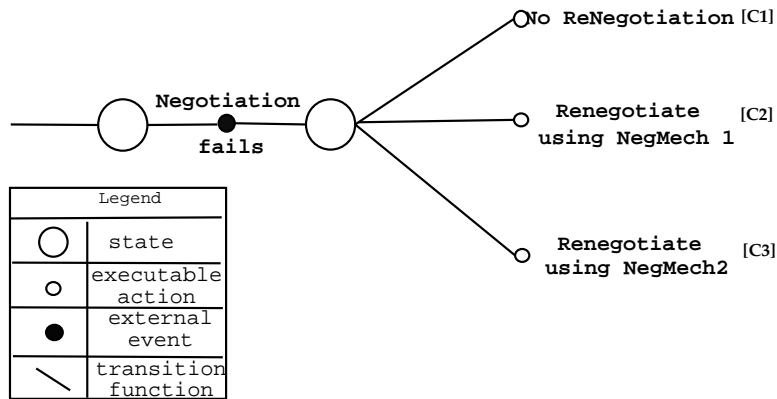 No ReNegotiation [C1]
Negotiation
fails
Renegotiate [C2]
using NegMech 1
Renegotiate [C3]
using NegMech2
Legend
state
executable
action
external
event
transition
function